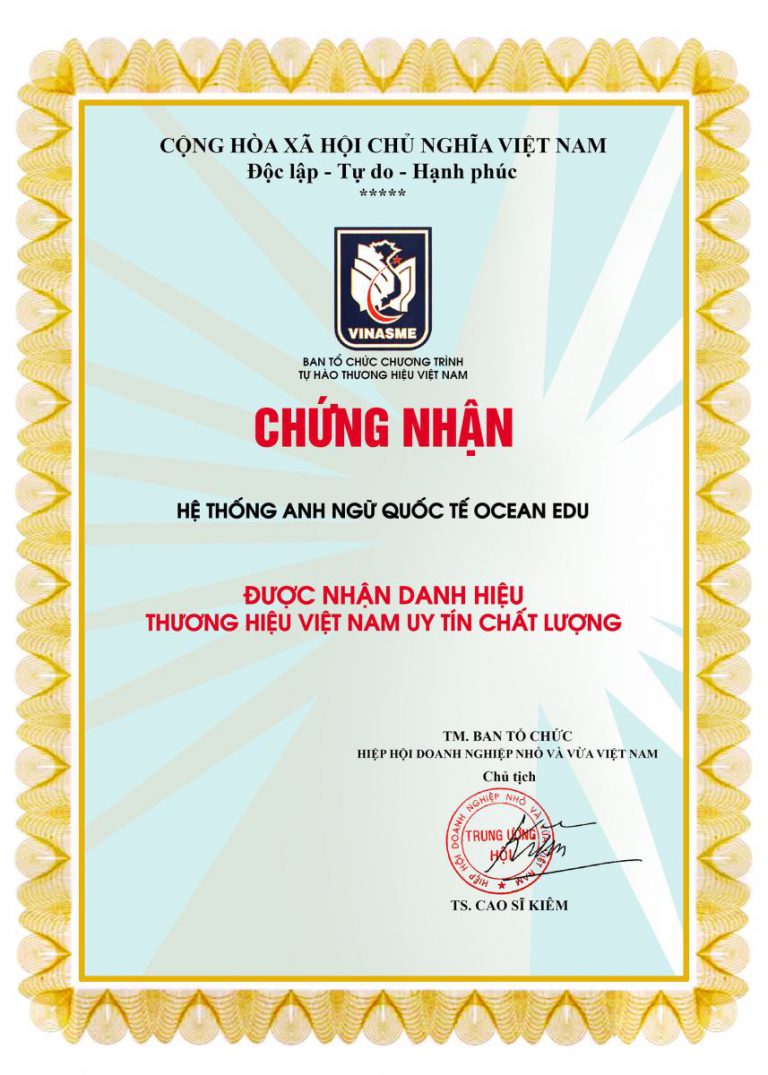 CỘNG HÒA XÃ HỘI CHỦ NGHĨA VIỆT NAM
Độc lập - Tự do - Hạnh phúc
*****
VINASME
BAN TỔ CHỨC CHƯƠNG TRÌNH
TỰ HÀO THƯƠNG HIỆU VIỆT NAM
CHỨNG NHẬN
HỆ THỐNG ANH NGỮ QUỐC TẾ OCEAN EDU
ĐƯỢC NHẬN DANH HIỆU
THƯƠNG HIỆU VIỆT NAM UY TÍN CHẤT LƯỢNG
TM. BAN TỔ CHỨC
HIỆP HỘI DOANH NGHIỆP NHỎ VÀ VỪA VIỆT NAM
Chủ tịch
HIỆP HỘI DOANH NGHIỆP NHỎ VÀ VỪA VIỆT NAM
TRUNG ƯƠNG
HỘI
TS. CAO SĨ KIÊM